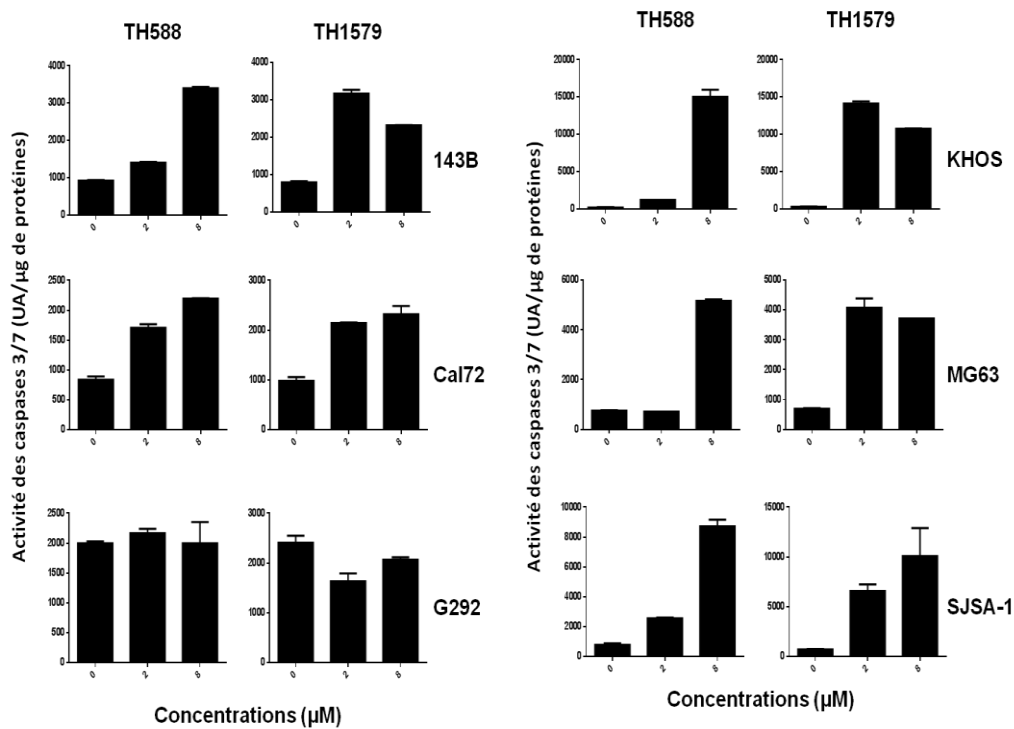 TH588
TH1579
TH588
TH1579
Activité des caspases 3/7 (UA/µg de protéines)
4000
3000
2000
1000
0
0 2 8
4000
3000
2000
1000
0
0 2 8
143B
2500
2000
1500
1000
500
0
0 2 8
3000
2000
1000
0
0 2 8
Cal72
2500
2000
1500
1000
500
0
0 2 8
3000
2000
1000
0
0 2 8
G292
Concentrations (µM)
Activité des caspases 3/7 (UA/µg de protéines)
20000
15000
10000
5000
0
0 2 8
20000
15000
10000
5000
0
0 2 8
KHOS
6000
4000
2000
0
0 2 8
5000
4000
3000
2000
1000
0
0 2 8
MG63
10000
8000
6000
4000
2000
0
0 2 8
15000
10000
5000
0
0 2 8
SJSA-1
Concentrations (µM)